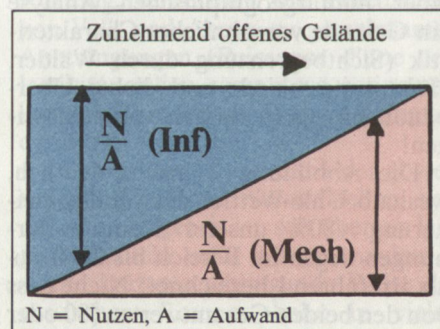 Zunehmend offenes Gelände
N
A (Inf)
N
A (Mech)
N = Nutzen, A = Aufwand